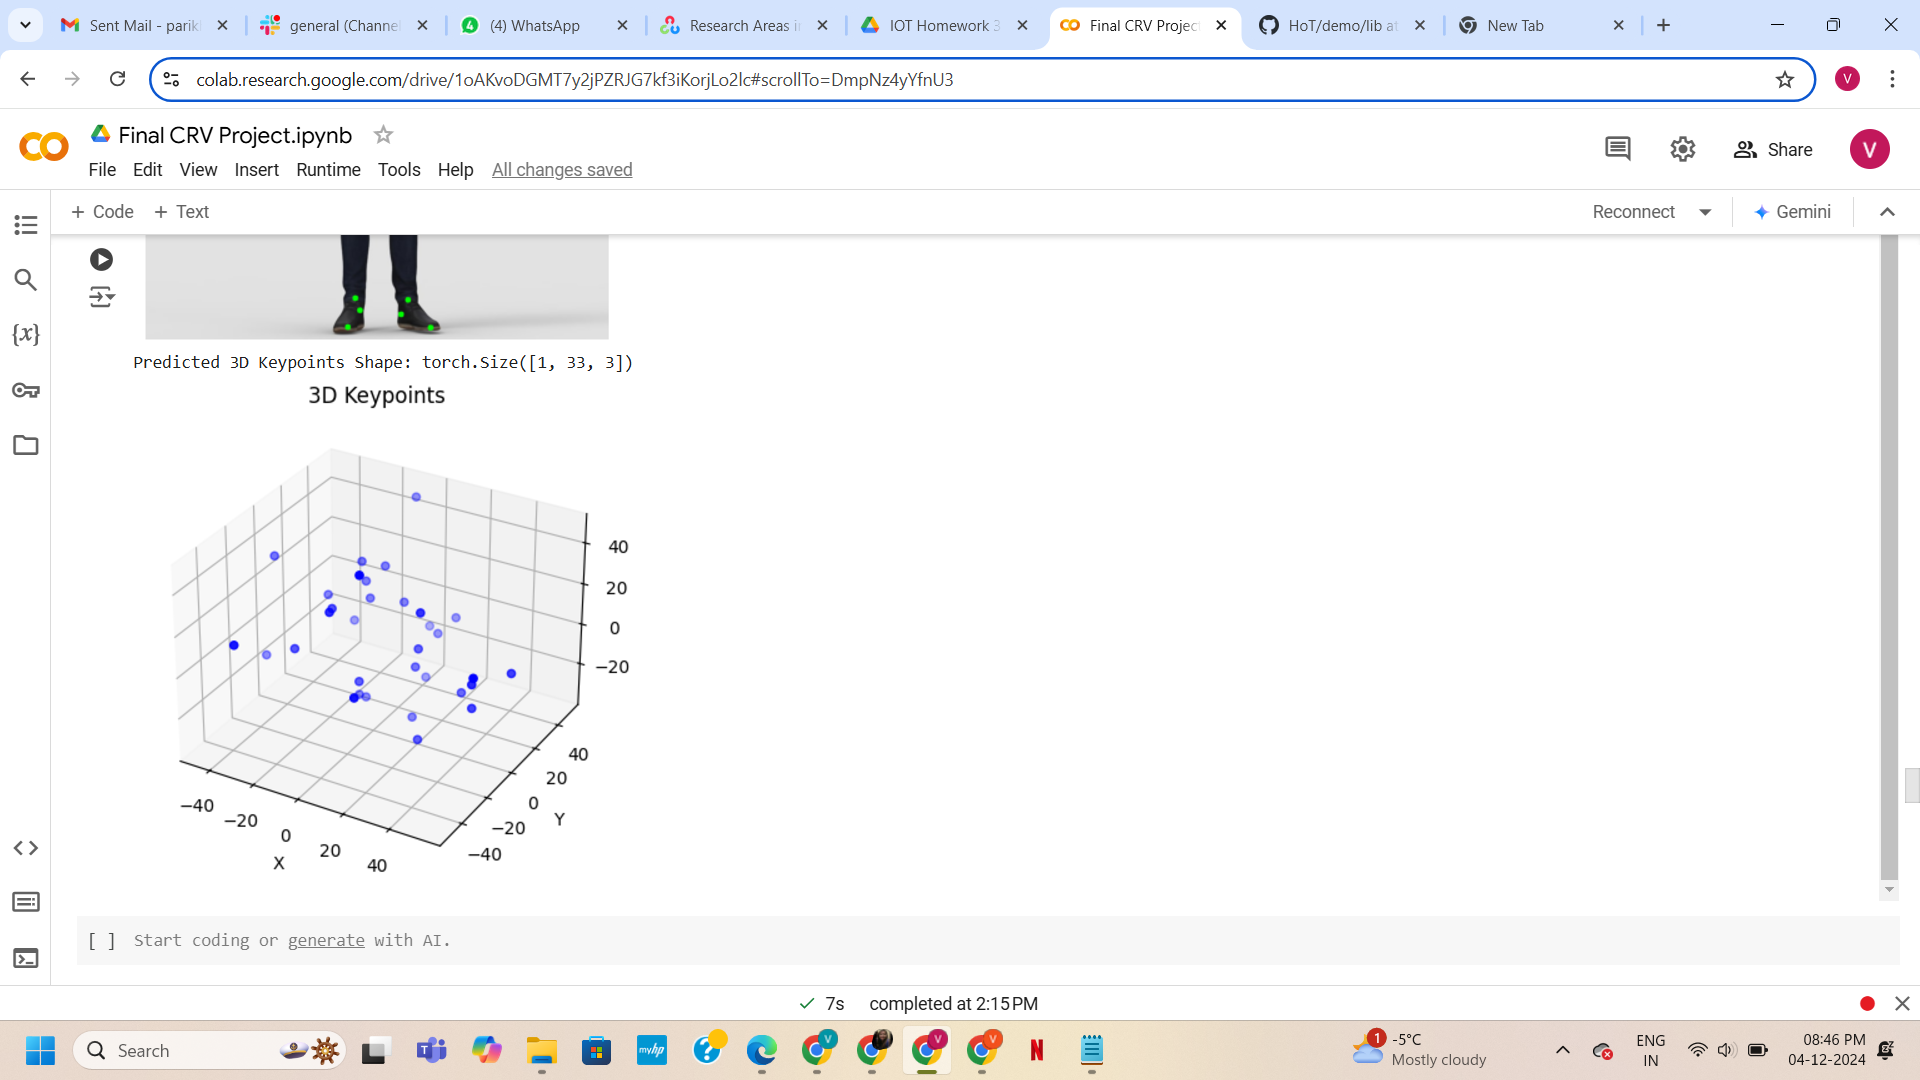 Sent Mail - parikl
general (Channel
(4) WhatsApp
Research Areas i
IOT Homework 3
Final CRV Project
HoT/demo/lib at
New Tab
colab.research.google.com/drive/1oAKvoDGMT7y2jPZRJG7kf3iKorjLo2lc#scrollTo=DmpNz4yYfnU3
V
Final CRV Project.ipynb
File Edit View Insert Runtime Tools Help All changes saved
Share
V
+ Code + Text
Reconnect
Gemini
{x}
Predicted 3D Keypoints Shape: torch.Size([1, 33, 3])
3D Keypoints
40
20
0
−20
−40
−20
0
20
40
X
40
20
0
−20
−40
Y
[ ] Start coding or generate with AI.
7s completed at 2:15 PM
Search
myhp
1
-5°C
Mostly cloudy
ENG
IN
08:46 PM
04-12-2024